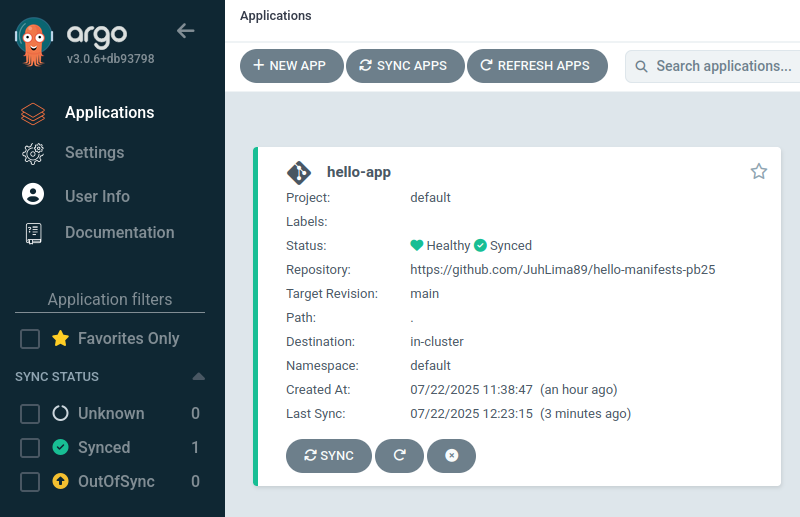 argo
v3.0.6+db93798
Applications
Settings
User Info
Documentation
Application filters
Favorites Only
SYNC STATUS
Unknown 0
Synced 1
OutOfSync 0
Applications
NEW APP SYNC APPS REFRESH APPS Search applications...
hello-app
Project: default
Labels:
Status: Healthy Synced
Repository: https://github.com/JuhLima89/hello-manifests-pb25
Target Revision: main
Path: .
Destination: in-cluster
Namespace: default
Created At: 07/22/2025 11:38:47 (an hour ago)
Last Sync: 07/22/2025 12:23:15 (3 minutes ago)
SYNC